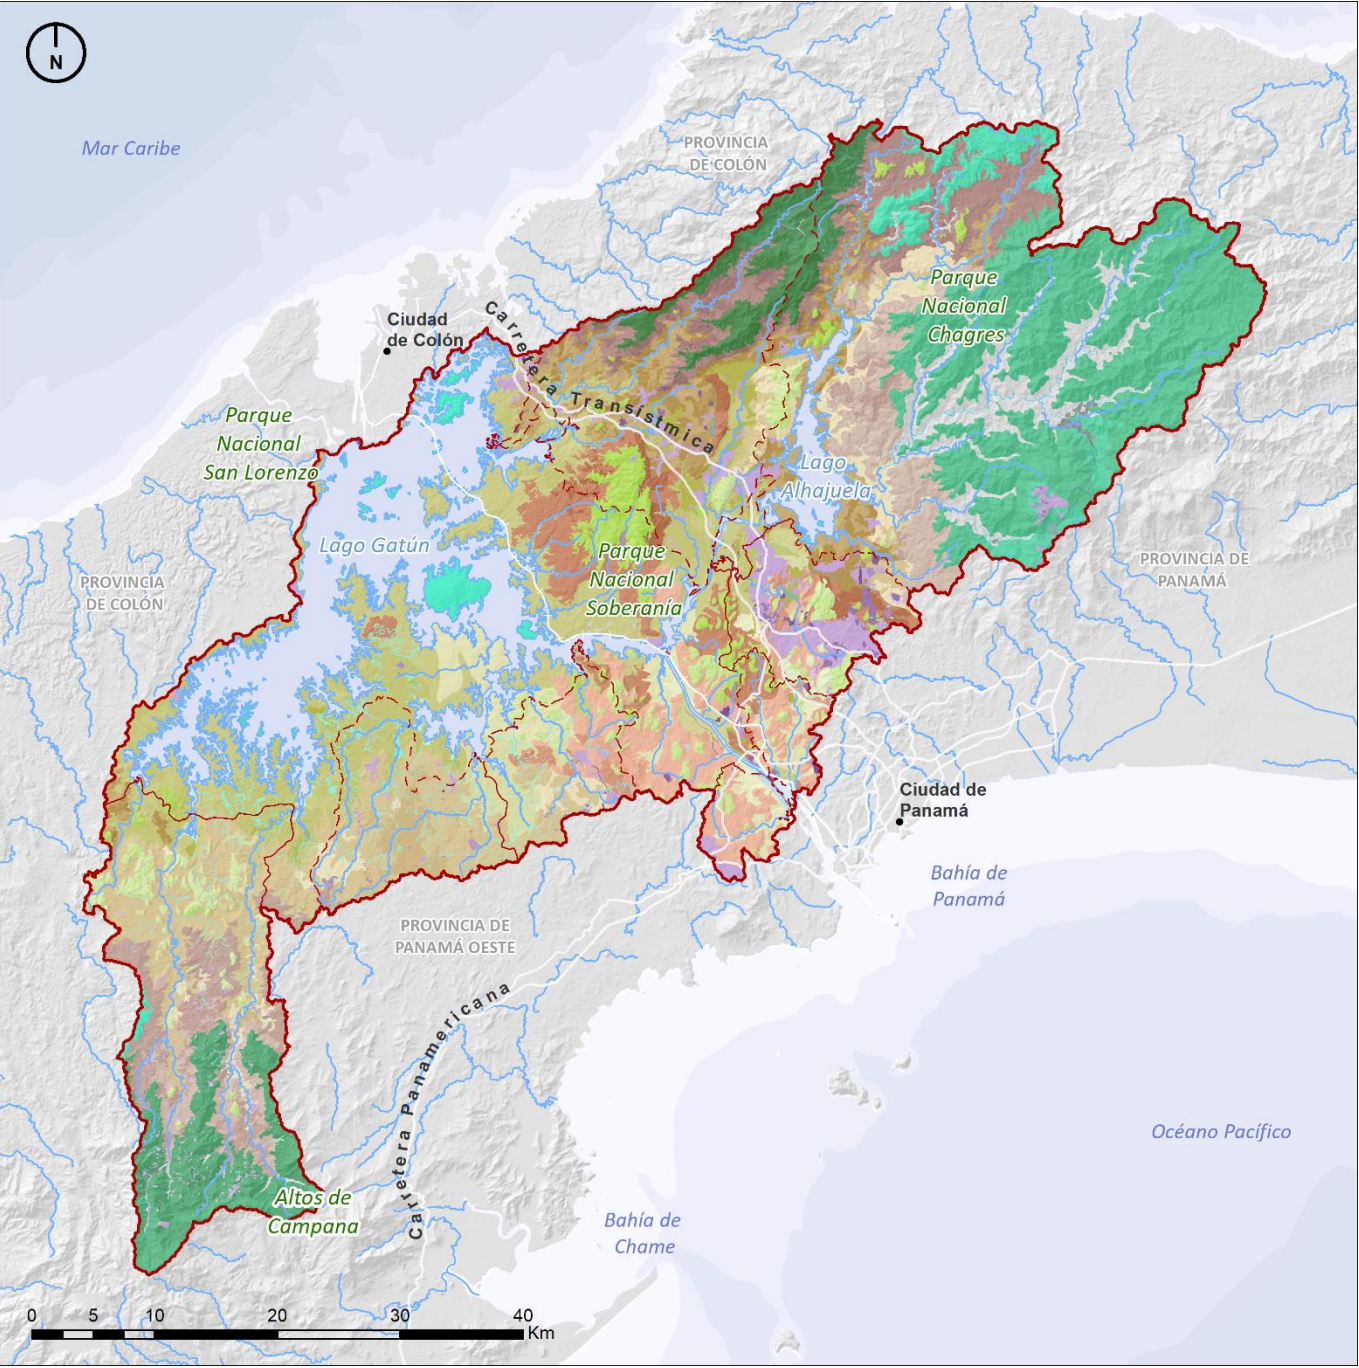 N
Mar Caribe
PROVINCIA
DE COLÓN
Parque
Nacional
Chagres
Ciudad
de Colón
Carretera Transístmica
Parque
Nacional
San Lorenzo
Lago
Alhajuela
Lago Gatún
Parque
Nacional
Soberanía
PROVINCIA
DE COLÓN
PROVINCIA DE
PANAMÁ
Ciudad de
Panamá
Bahía de
Panamá
PROVINCIA DE
PANAMÁ OESTE
Carretera Panamericana
Océano Pacífico
Altos de
Campana
Bahía de
Chame
0 5 10 20 30 40
Km